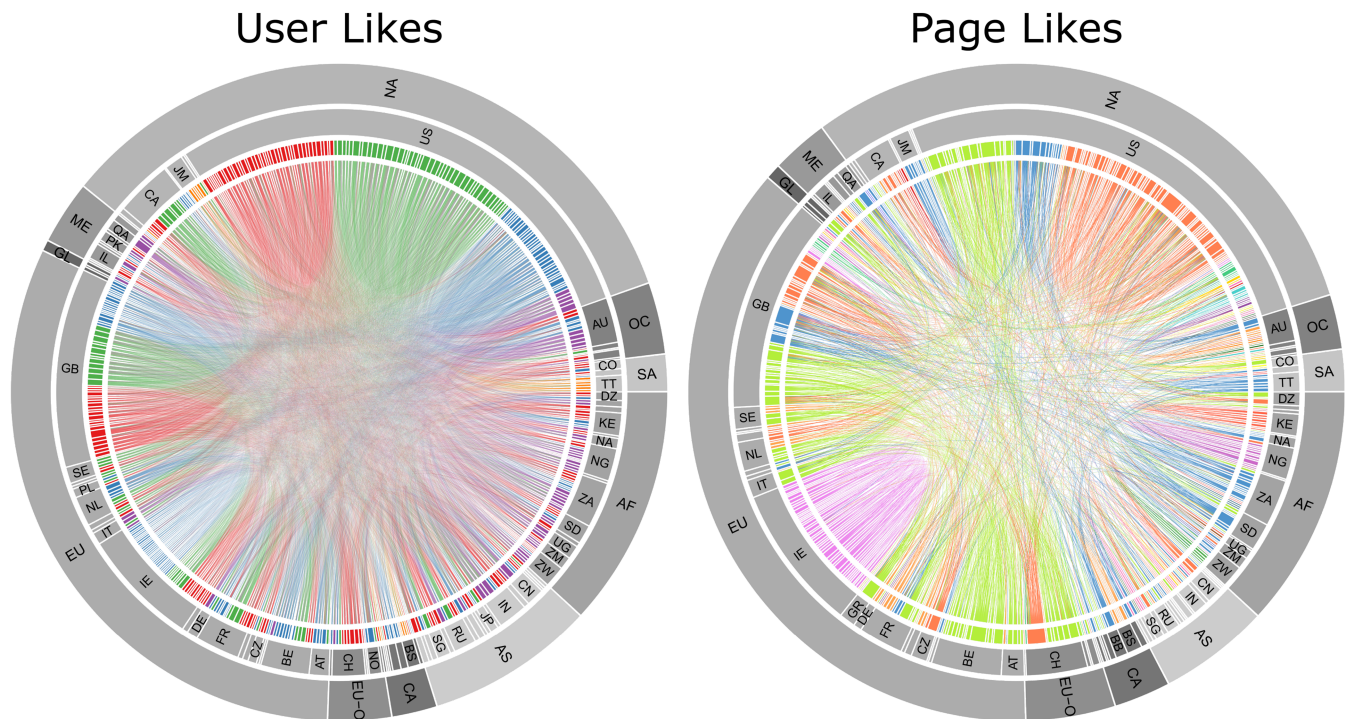 User Likes
NA
US
CA
JM
ME
QA
PK
IL
GL
GB
SE
PL
NL
IT
EU
IE
DE
FR
CZ
BE
AT
CH
NO
EU-O
BS
CA
SG
RU
JP
IN
CN
AS
ZW
ZM
UG
SD
ZA
NG
NA
KE
AF
DZ
TT
CO
SA
AU
OC
Page Likes
NA
US
CA
JM
ME
QA
IL
GL
GB
SE
NL
IT
EU
IE
GR
DE
FR
CZ
BE
AT
CH
EU-O
BB
BS
CA
SG
RU
IN
CN
AS
ZW
ZM
UG
SD
ZA
NG
NA
KE
AF
DZ
TT
CO
SA
AU
OC